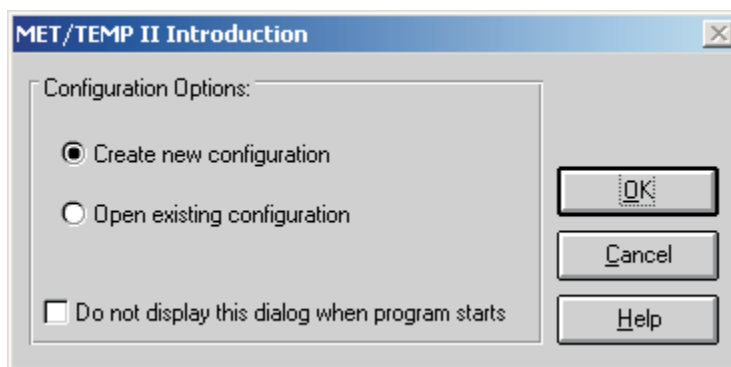 MET/TEMP II Introduction
Configuration Options:
Create new configuration
Open existing configuration
Do not display this dialog when program starts
OK
Cancel
Help